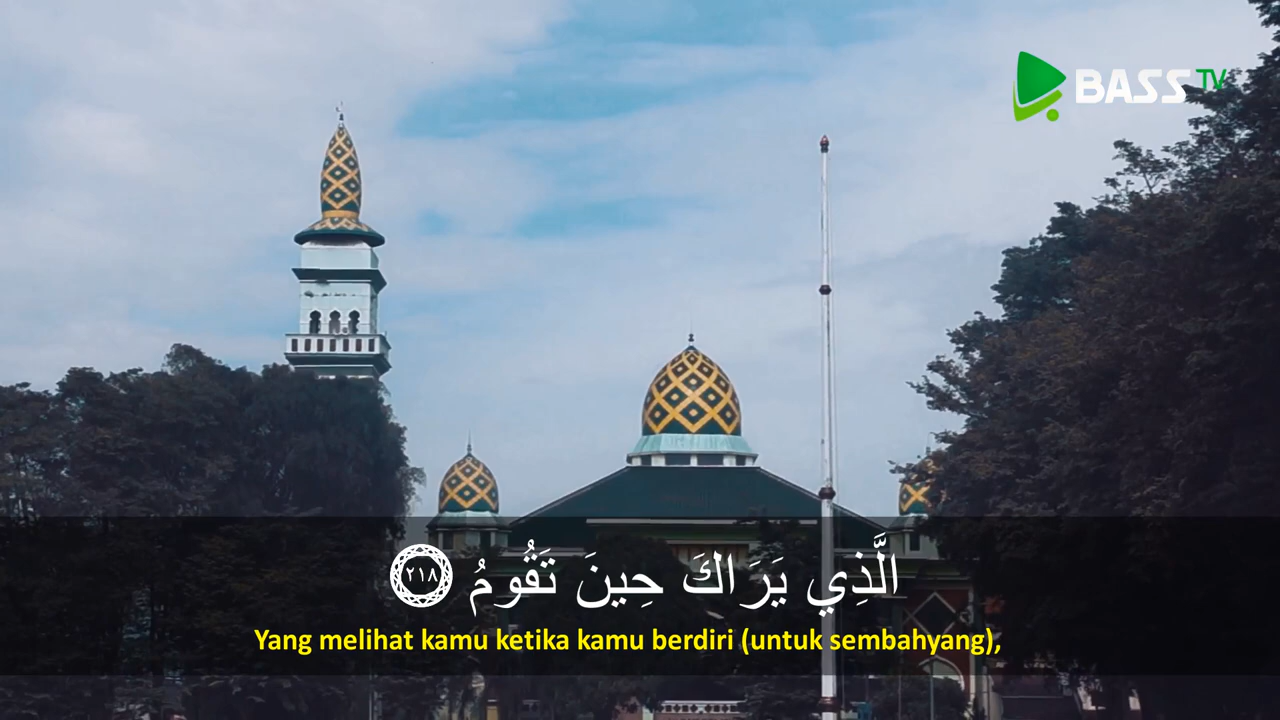 BASS TV
الَّذِي يَرَاكَ حِينَ تَقُومُ ٢١٨
Yang melihat kamu ketika kamu berdiri (untuk sembahyang),